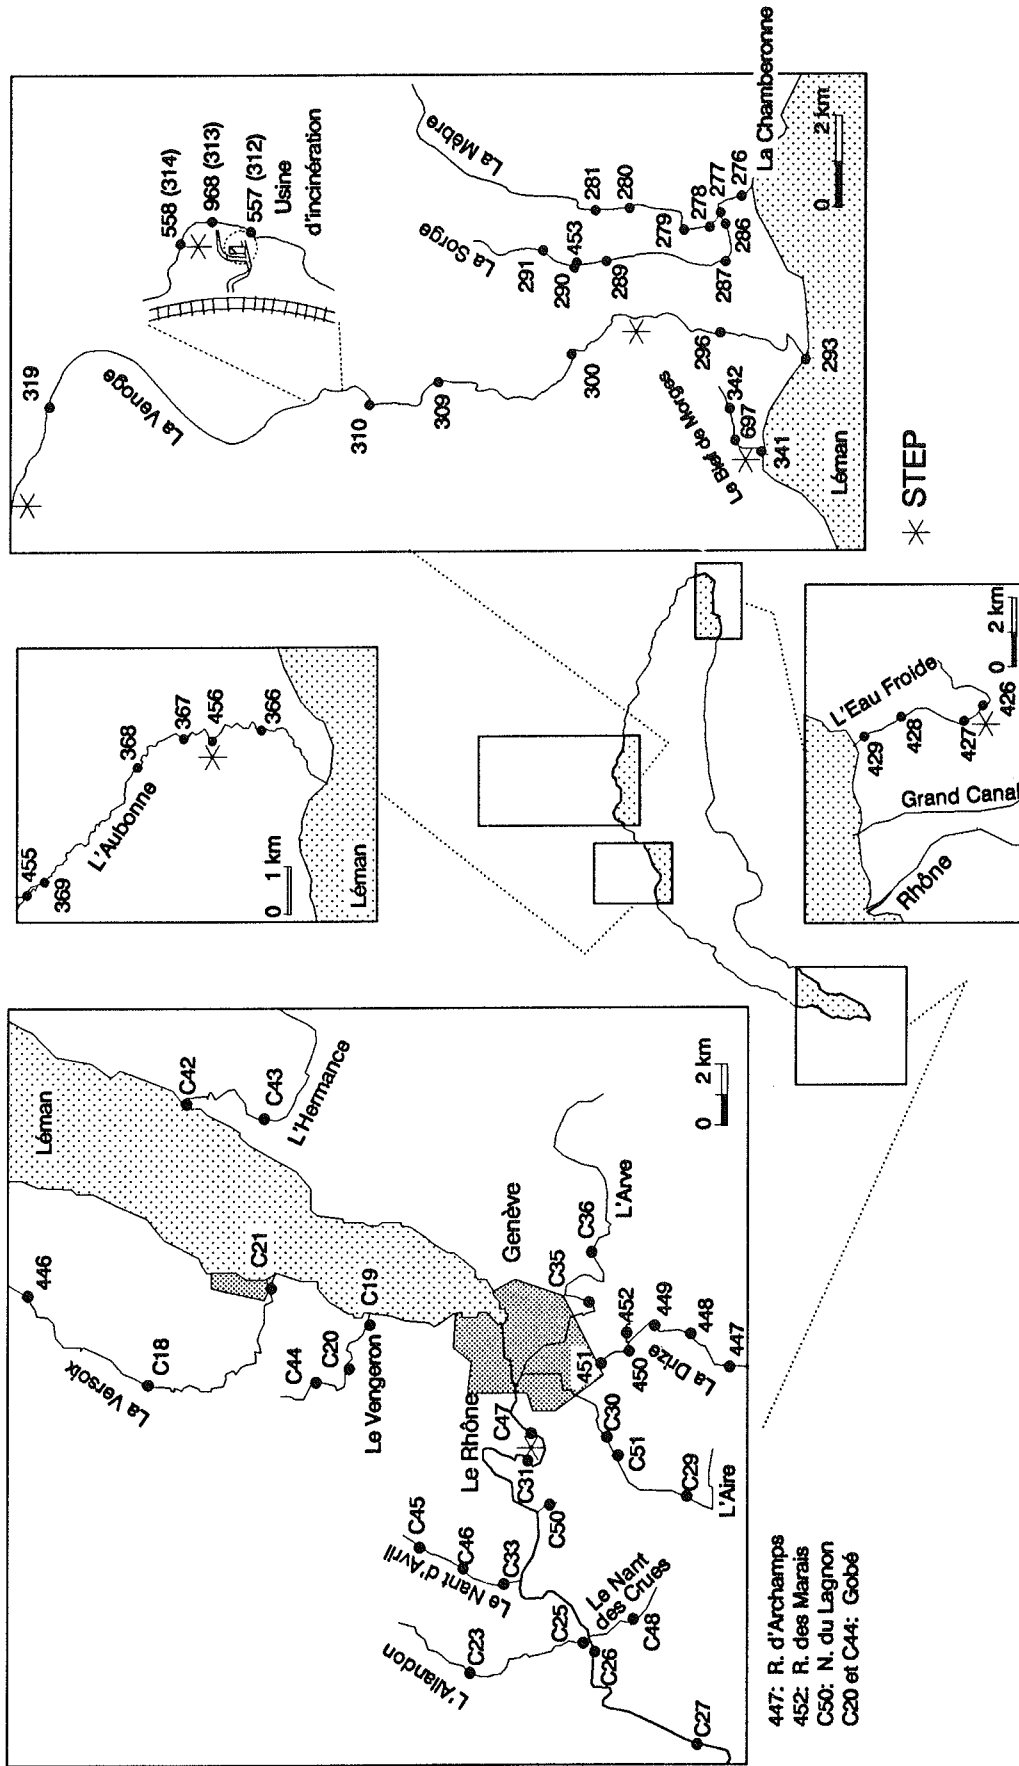 Léman
C42
C43
L'Hermance
446
C21
C18
La Versoix
C19
C20
C44
Le Vengeron
Genève
Le Rhône
C47
C31
C50
C45
C46
C33
Le Nant d'Avril
C23
L'Allandon
C25
C26
C27
Le Nant
des Crues
C48
C35
C36
L'Arve
452
449
451
450
448
447
La Drize
C30
C51
C29
L'Aire
0 2 km
447: R. d'Archamps
452: R. des Marais
C50: N. du Lagnon
C20 et C44: Gobé
455
369
L'Aubonne
368
367
456
366
0 1 km
Léman
319
La Venoge
558 (314)
968 (313)
557 (312)
Usine
d'incinération
310
309
300
296
293
La Mèbre
281
280
279
278
277
276
La Sorge
291
290
453
289
287
286
La Chamberonne
La Bief de Morges
342
697
341
Léman
0 2 km
STEP
L'Eau Froide
429
428
427
426
Grand Canal
Rhône
0 2 km